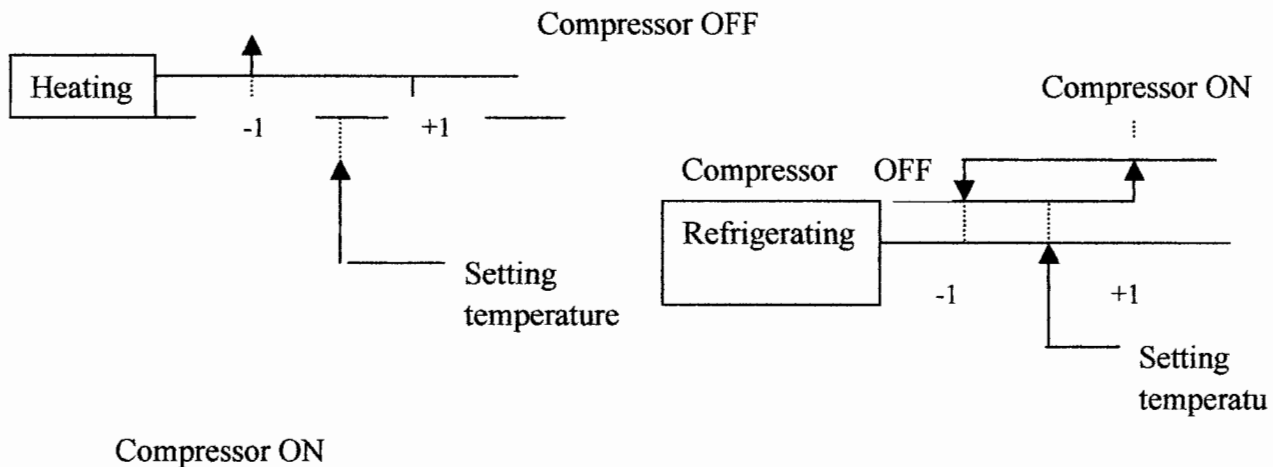 Compressor OFF
Heating
-1
+1
Setting
temperature
Compressor ON
Compressor ON
Compressor OFF
Refrigerating
-1
+1
Setting
temperatu